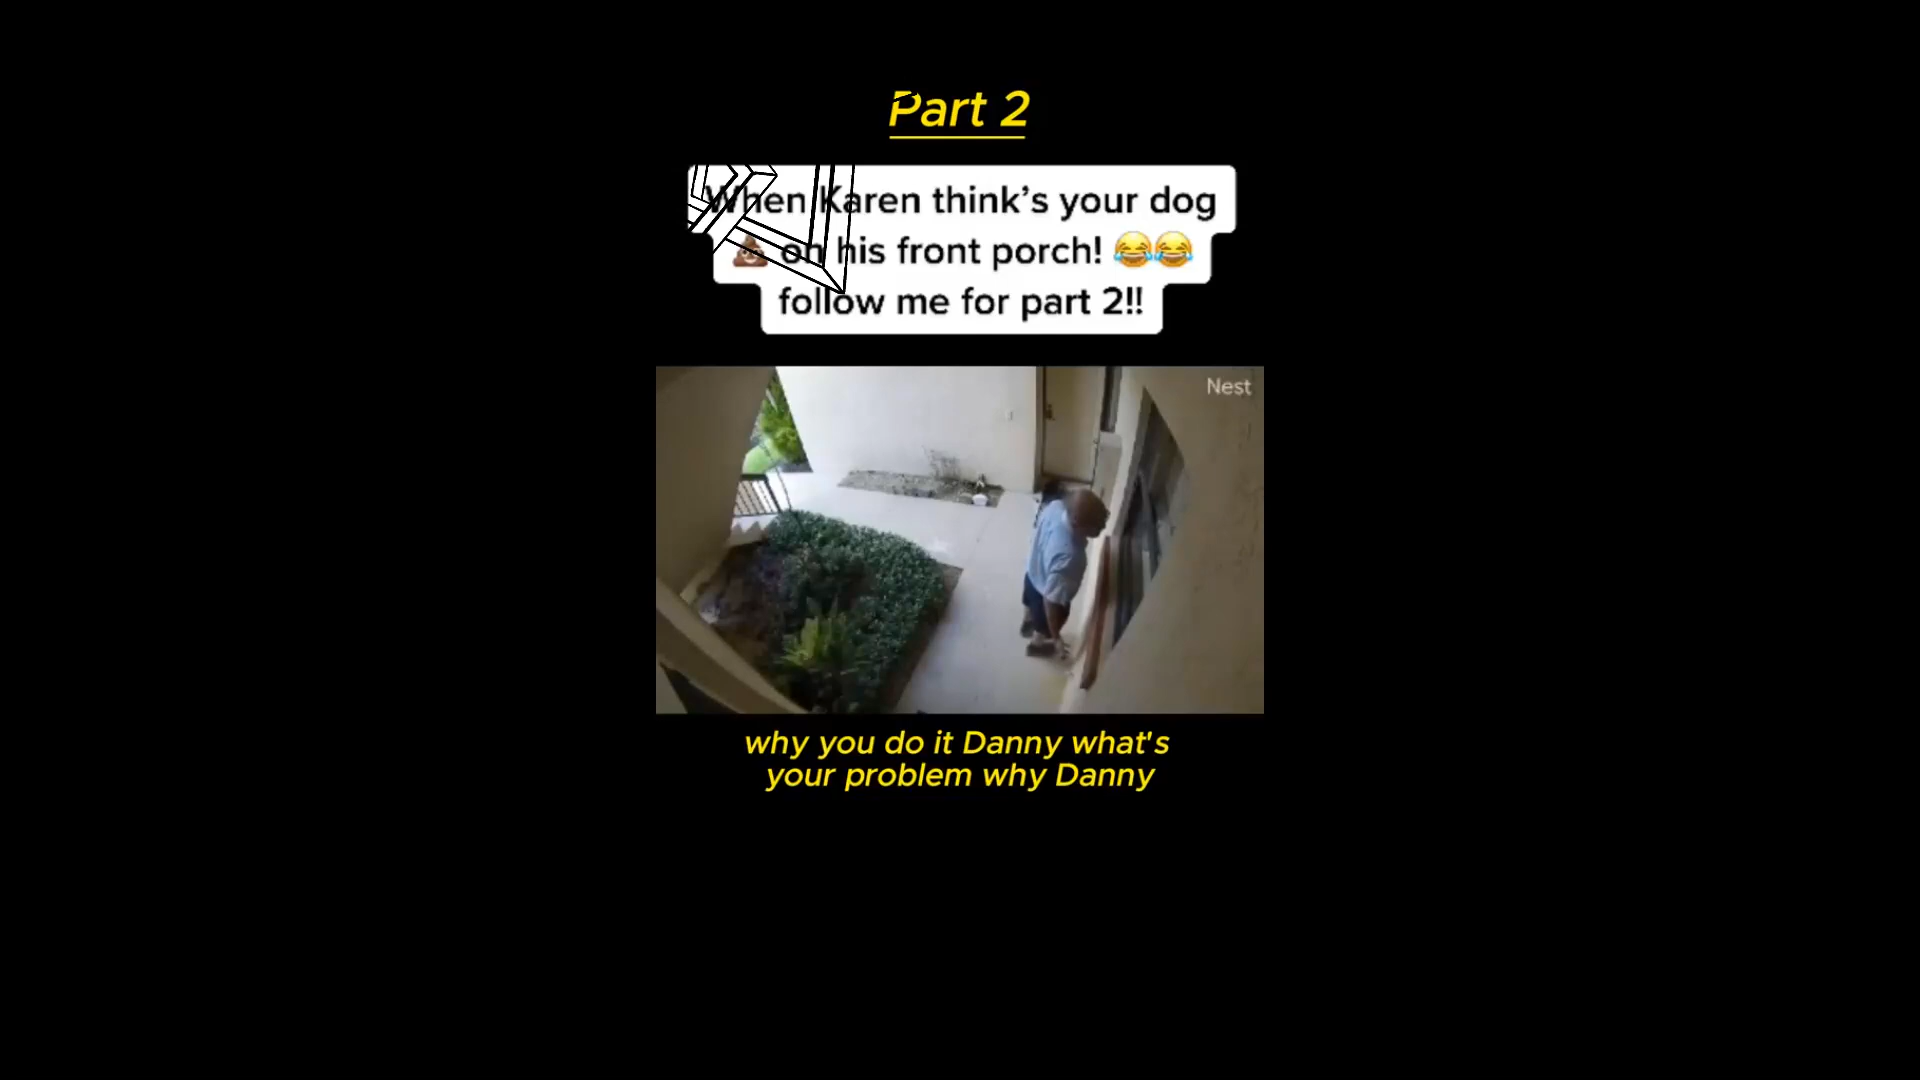 Part 2
When Karen think's your dog
💩 on his front porch! 😂😂
follow me for part 2!!
Nest
why you do it Danny what's
your problem why Danny